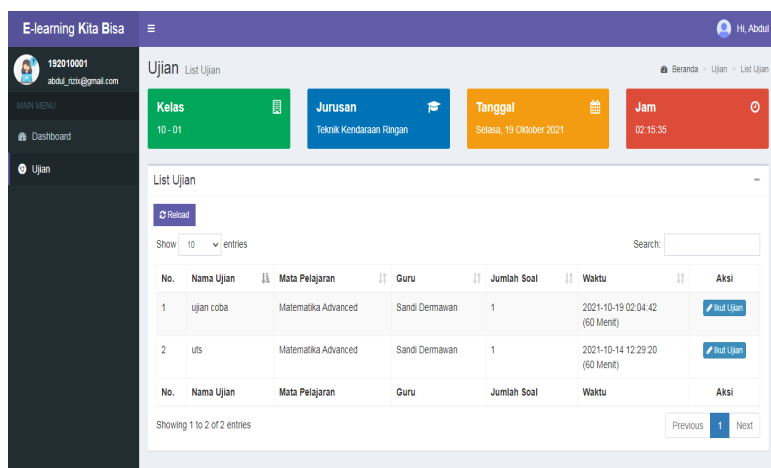 E-learning Kita Bisa
Hi, Abdul
192010001
abdul_rizix@gmail.com
MAIN MENU
Dashboard
Ujian
Ujian List Ujian
Beranda > Ujian > List Ujian
Kelas
10 - 01
Jurusan
Teknik Kendaraan Ringan
Tanggal
Selasa, 19 Oktober 2021
Jam
02:15:35
List Ujian
Reload
Show 10 entries
Search:
No. Nama Ujian Mata Pelajaran Guru Jumlah Soal Waktu Aksi
1 ujian coba Matematika Advanced Sandi Dermawan 1 2021-10-19 02:04:42 Ikut Ujian
(60 Menit)
2 uts Matematika Advanced Sandi Dermawan 1 2021-10-14 12:29:20 Ikut Ujian
(60 Menit)
No. Nama Ujian Mata Pelajaran Guru Jumlah Soal Waktu Aksi
Showing 1 to 2 of 2 entries
Previous 1 Next